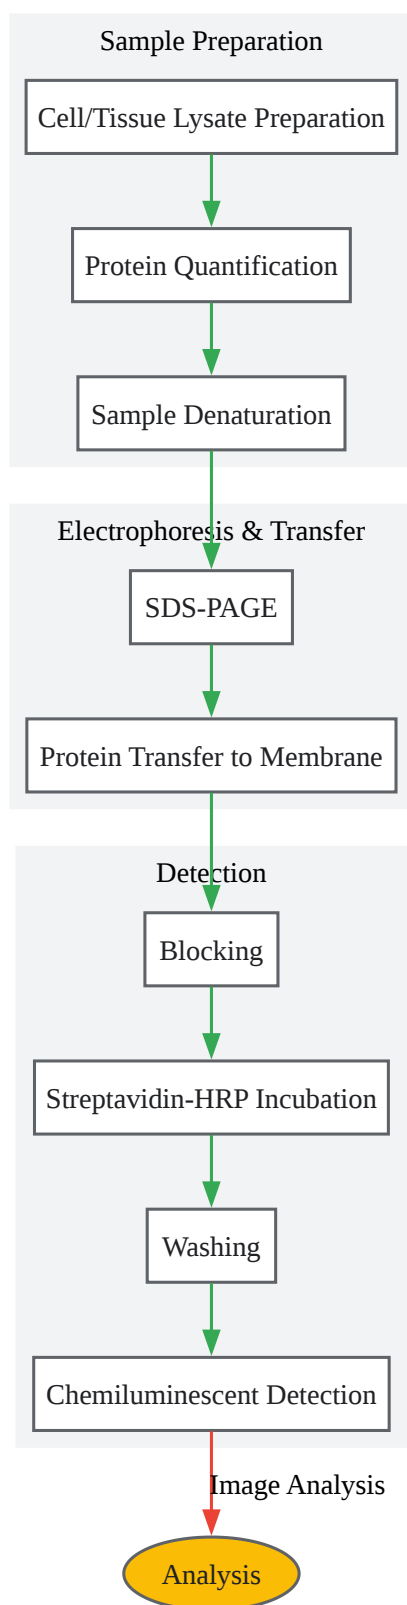 Sample Preparation
Cell/Tissue Lysate Preparation
Protein Quantification
Sample Denaturation
Electrophoresis & Transfer
SDS-PAGE
Protein Transfer to Membrane
Detection
Blocking
Streptavidin-HRP Incubation
Washing
Chemiluminescent Detection
Image Analysis
Analysis